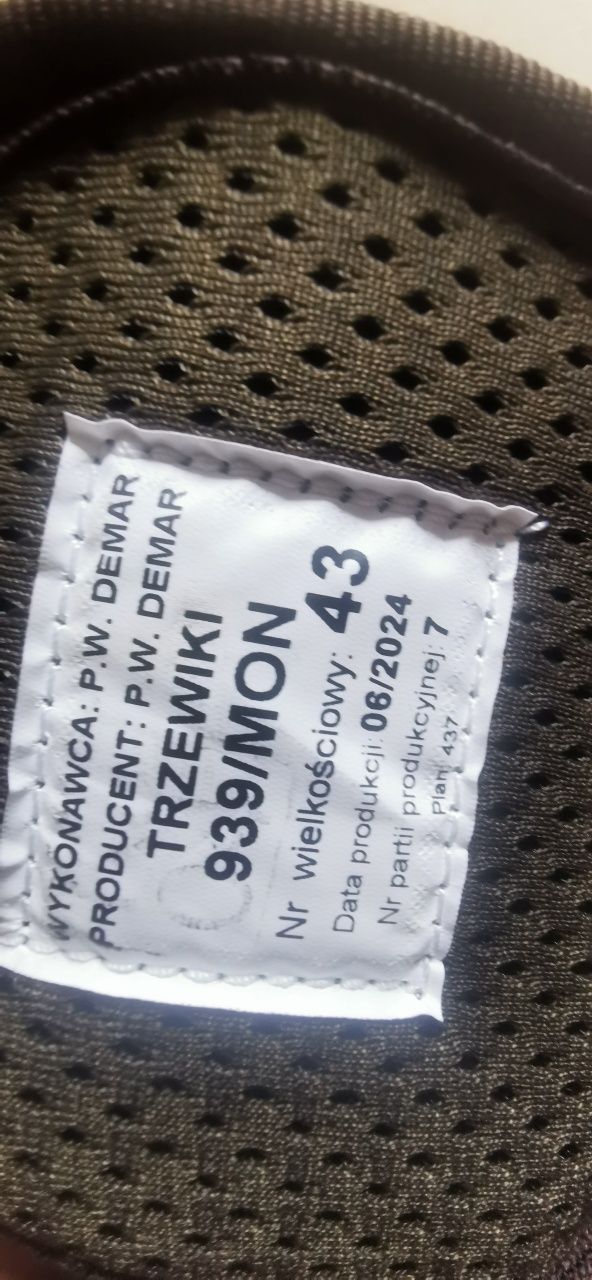 WYKONAWCA: P.W. DEMAR
PRODUCENT: P.W. DEMAR
TRZEWIKI
939/MON
Nr wielkościowy: 43
Data produkcji: 06/2024
Nr partii produkcyjnej: 7
Plan: 437